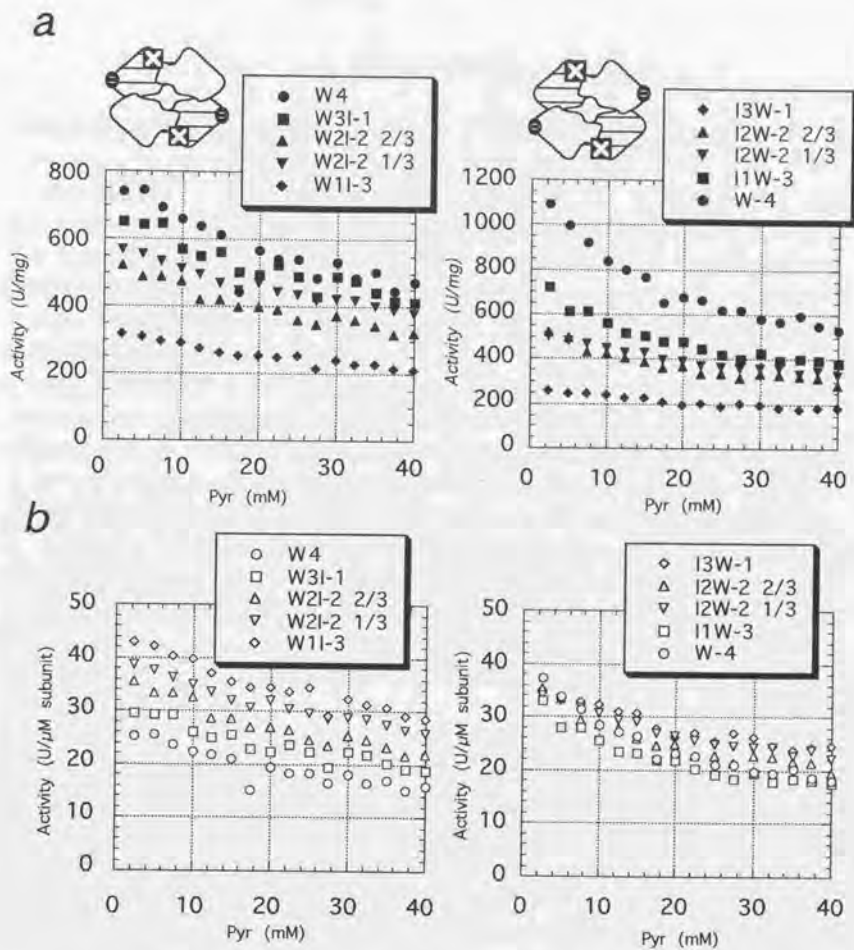 a
W4
W3I-1
W2I-2 2/3
W2I-2 1/3
W1I-3
800
600
400
200
0
Activity (U/mg)
0 10 20 30 40
Pyr (mM)
I3W-1
I2W-2 2/3
I2W-2 1/3
I1W-3
W-4
1200
1000
800
600
400
200
0
Activity (U/mg)
0 10 20 30 40
Pyr (mM)
b
W4
W3I-1
W2I-2 2/3
W2I-2 1/3
W1I-3
50
40
30
20
10
0
Activity (U/µM subunit)
0 10 20 30 40
Pyr (mM)
I3W-1
I2W-2 2/3
I2W-2 1/3
I1W-3
W-4
50
40
30
20
10
0
Activity (U/µM subunit)
0 10 20 30 40
Pyr (mM)